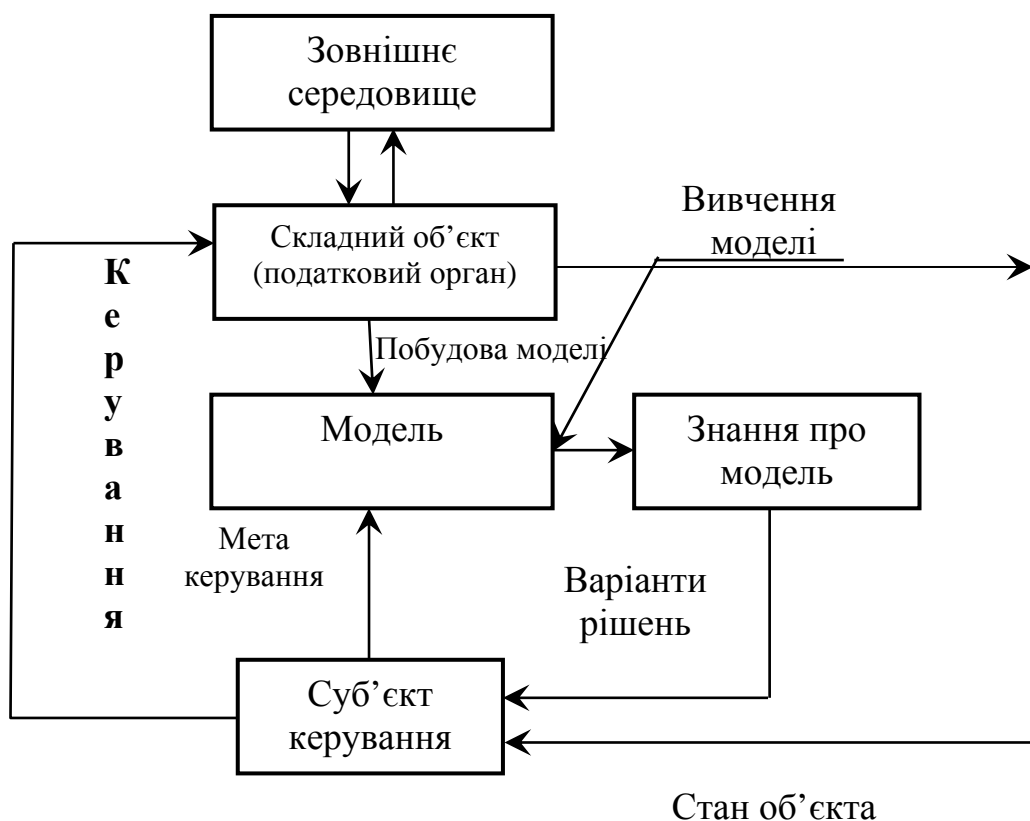 Зовнішнє
середовище
Складний об’єкт
(податковий орган)
Вивчення
моделі
Керування
Побудова моделі
Модель
Знання про
модель
Мета
керування
Варіанти
рішень
Суб’єкт
керування
Стан об’єкта